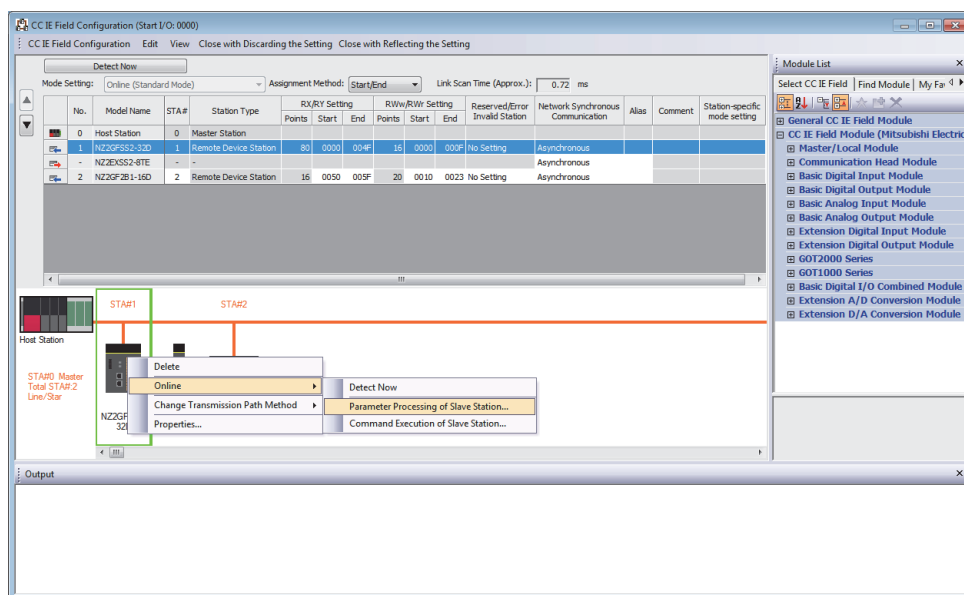 CC IE Field Configuration (Start I/O: 0000)
CC IE Field Configuration Edit View Close with Discarding the Setting Close with Reflecting the Setting
Detect Now
Mode Setting: Online (Standard Mode) Assignment Method: Start/End Link Scan Time (Approx.): 0.72 ms
No. Model Name STA# Station Type RX/RY Setting RWw/RWr Setting Reserved/Error Invalid Station Network Synchronous Communication Alias Comment Station-specific mode setting
Points Start End Points Start End
0 Host Station 0 Master Station
1 NZ2GFSS2-32D 1 Remote Device Station 80 0000 004F 16 0000 000F No Setting Asynchronous
- NZ2EXSS2-8TE - - Asynchronous
2 NZ2GF2B1-16D 2 Remote Device Station 16 0050 005F 20 0010 0023 No Setting Asynchronous
STA#1 STA#2
Host Station
STA#0 Master
Total STA#:2
Line/Star
NZ2GF
32
Delete
Online
Change Transmission Path Method
Properties...
Detect Now
Parameter Processing of Slave Station...
Command Execution of Slave Station...
Module List
Select CC IE Field Find Module My Fa
General CC IE Field Module
CC IE Field Module (Mitsubishi Electric
Master/Local Module
Communication Head Module
Basic Digital Input Module
Basic Digital Output Module
Basic Analog Input Module
Basic Analog Output Module
Extension Digital Input Module
Extension Digital Output Module
GOT2000 Series
GOT1000 Series
Basic Digital I/O Combined Module
Extension A/D Conversion Module
Extension D/A Conversion Module
Output